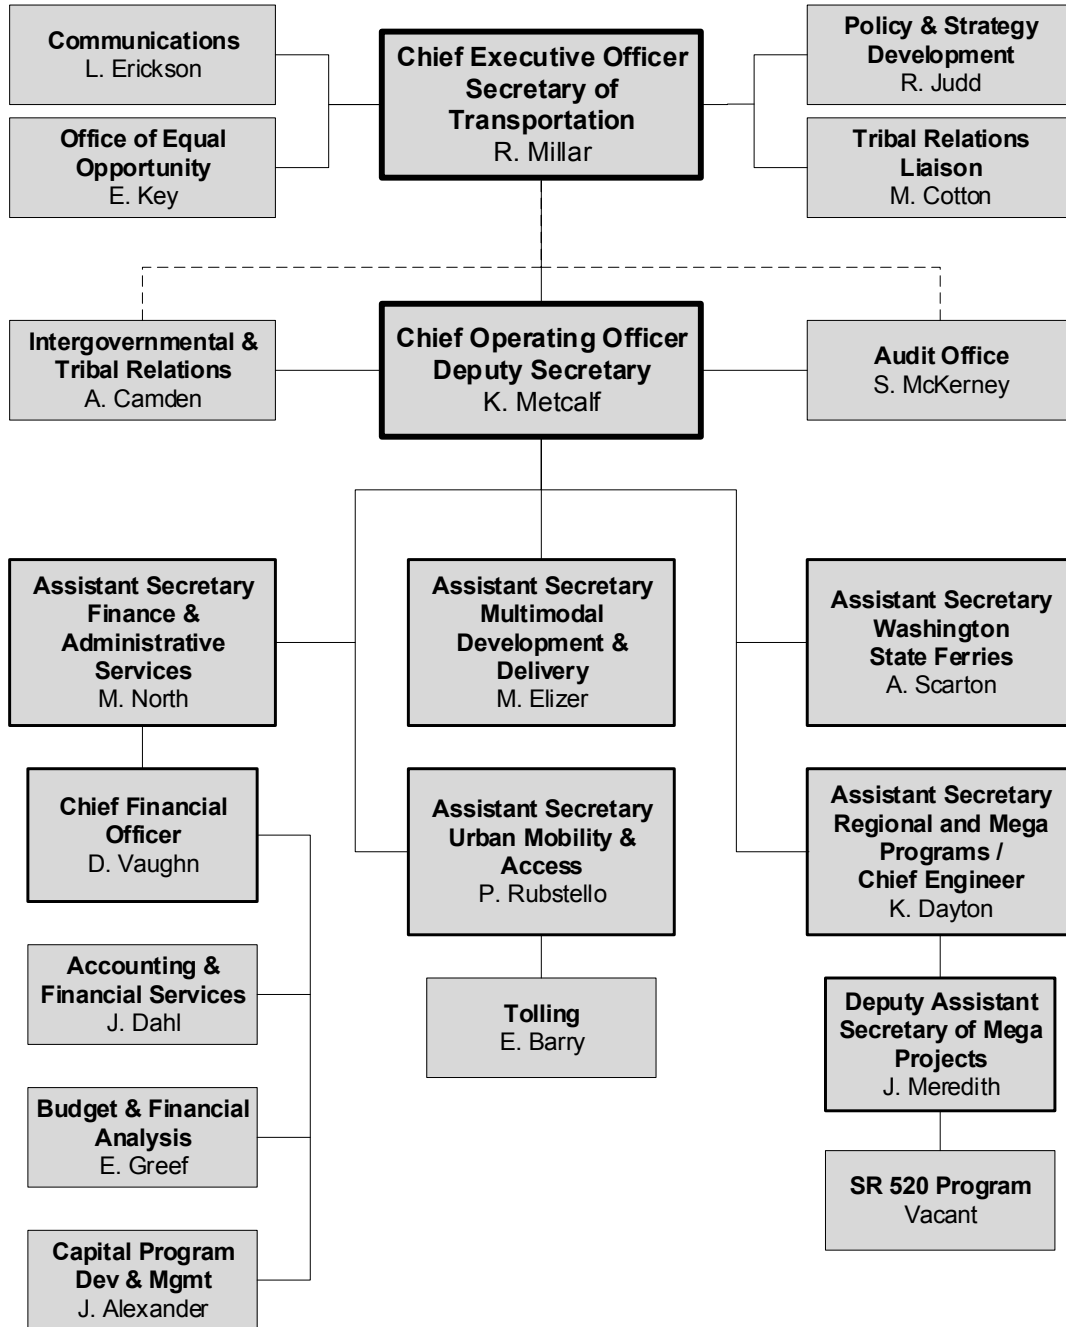 Communications
L. Erickson
Office of Equal
Opportunity
E. Key
Chief Executive Officer
Secretary of
Transportation
R. Millar
Policy & Strategy
Development
R. Judd
Tribal Relations
Liaison
M. Cotton
Intergovernmental &
Tribal Relations
A. Camden
Chief Operating Officer
Deputy Secretary
K. Metcalf
Audit Office
S. McKerney
Assistant Secretary
Finance &
Administrative
Services
M. North
Assistant Secretary
Multimodal
Development &
Delivery
M. Elizer
Assistant Secretary
Washington
State Ferries
A. Scarton
Chief Financial
Officer
D. Vaughn
Assistant Secretary
Urban Mobility &
Access
P. Rubstello
Assistant Secretary
Regional and Mega
Programs /
Chief Engineer
K. Dayton
Accounting &
Financial Services
J. Dahl
Tolling
E. Barry
Deputy Assistant
Secretary of Mega
Projects
J. Meredith
Budget & Financial
Analysis
E. Greef
SR 520 Program
Vacant
Capital Program
Dev & Mgmt
J. Alexander